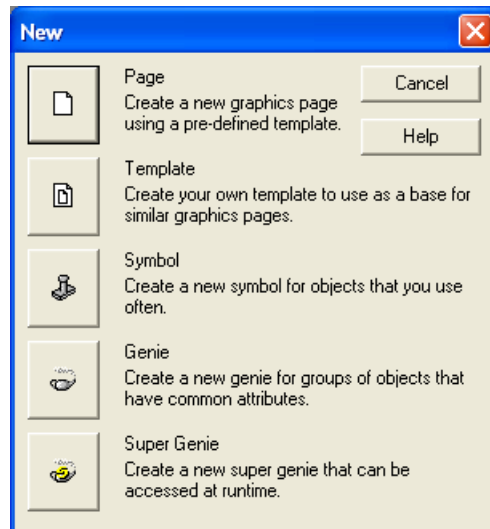 New
Page
Create a new graphics page
using a pre-defined template.
Cancel
Help
Template
Create your own template to use as a base for
similar graphics pages.
Symbol
Create a new symbol for objects that you use
often.
Genie
Create a new genie for groups of objects that
have common attributes.
Super Genie
Create a new super genie that can be
accessed at runtime.